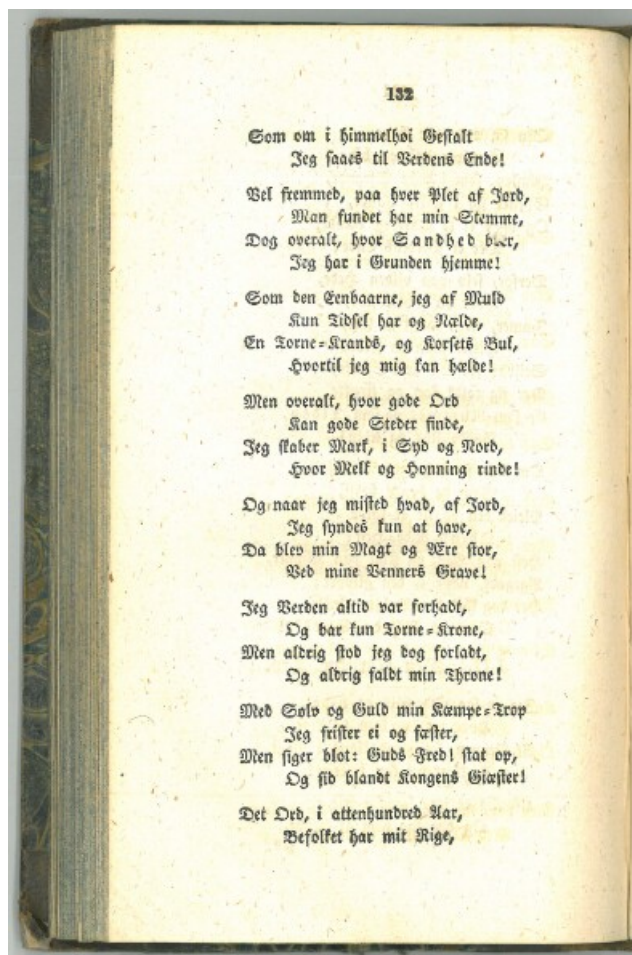 132
Som om i himmelhøi Gestalt
Jeg saaes til Verdens Ende!
Vel fremmed, paa hver Plet af Jord,
Man fundet har min Stemme,
Dog overalt, hvor Sandhed boer,
Jeg har i Grunden hjemme!
Som den Eenbaarne, jeg af Muld
Kun Tidsel har og Nælde,
En Torne-Krands, og Korsets Bul,
Hvortil jeg mig kan hælde!
Men overalt, hvor gode Ord
Kan gode Steder finde,
Jeg skaber Mark, i Syd og Nord,
Hvor Melk og Honning rinde!
Og naar jeg misted hvad, af Jord,
Jeg syndes kun at have,
Da blev min Magt og Ære stor,
Ved mine Venners Grave!
Jeg Verden altid var forhadt,
Og bar kun Torne-Krone,
Men aldrig stod jeg dog forladt,
Og aldrig faldt min Throne!
Med Sølv og Guld min Kæmpe-Trop
Jeg frister ei og fæster,
Men siger blot: Guds Fred! stat op,
Og sid blandt Kongens Giæster!
Det Ord, i attenhundred Aar,
Befolket har mit Rige,